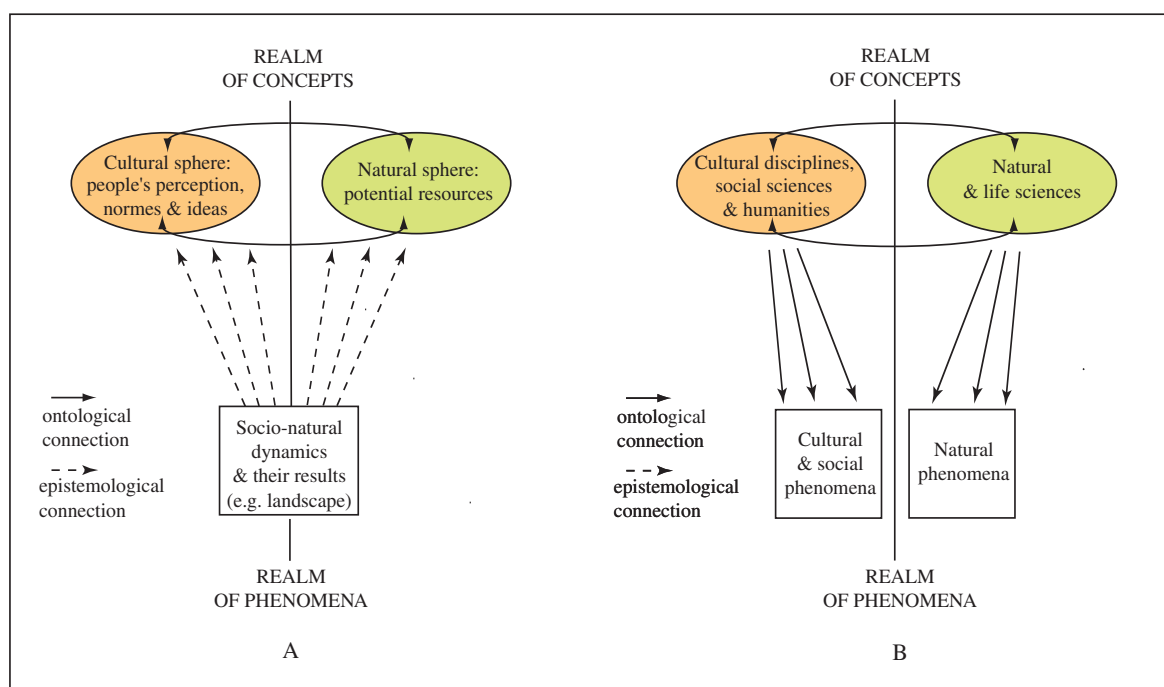 REALM
OF CONCEPTS
Cultural sphere:
people's perception,
normes & ideas
Natural sphere:
potential resources
ontological
connection
epistemological
connection
Socio-natural
dynamics
& their results
(e.g. landscape)
REALM
OF PHENOMENA
A
REALM
OF CONCEPTS
Cultural disciplines,
social sciences
& humanities
Natural
& life sciences
ontological
connection
epistemological
connection
Cultural
& social
phenomena
Natural
phenomena
REALM
OF PHENOMENA
B